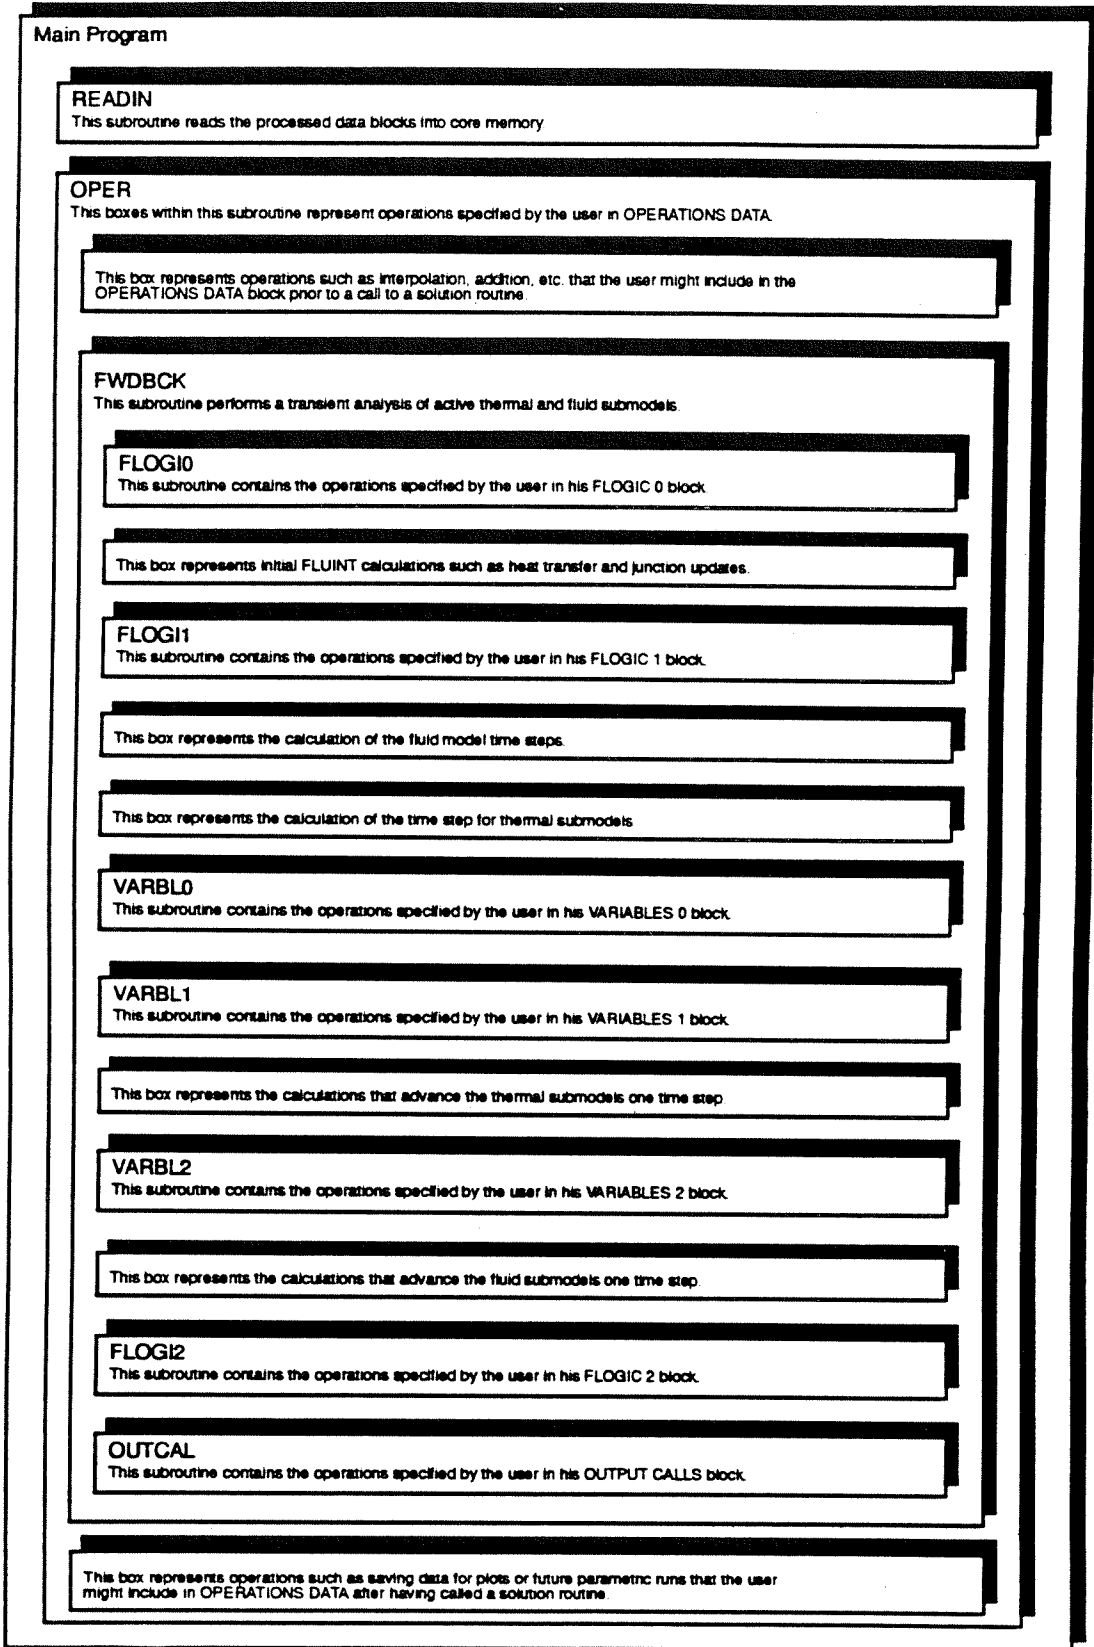 Main Program
READIN
This subroutine reads the processed data blocks into core memory
OPER
This boxes within this subroutine represent operations specified by the user in OPERATIONS DATA.
This box represents operations such as interpolation, addition, etc. that the user might include in the
OPERATIONS DATA block prior to a call to a solution routine.
FWDBCK
This subroutine performs a transient analysis of active thermal and fluid submodels.
FLOGI0
This subroutine contains the operations specified by the user in his FLOGIC 0 block.
This box represents initial FLUINT calculations such as heat transfer and junction updates.
FLOGI1
This subroutine contains the operations specified by the user in his FLOGIC 1 block.
This box represents the calculation of the fluid model time steps.
This box represents the calculation of the time step for thermal submodels
VARBL0
This subroutine contains the operations specified by the user in his VARIABLES 0 block.
VARBL1
This subroutine contains the operations specified by the user in his VARIABLES 1 block.
This box represents the calculations that advance the thermal submodels one time step
VARBL2
This subroutine contains the operations specified by the user in his VARIABLES 2 block.
This box represents the calculations that advance the fluid submodels one time step.
FLOGI2
This subroutine contains the operations specified by the user in his FLOGIC 2 block.
OUTCAL
This subroutine contains the operations specified by the user in his OUTPUT CALLS block.
This box represents operations such as saving data for plots or future parametric runs that the user
might include in OPERATIONS DATA after having called a solution routine.